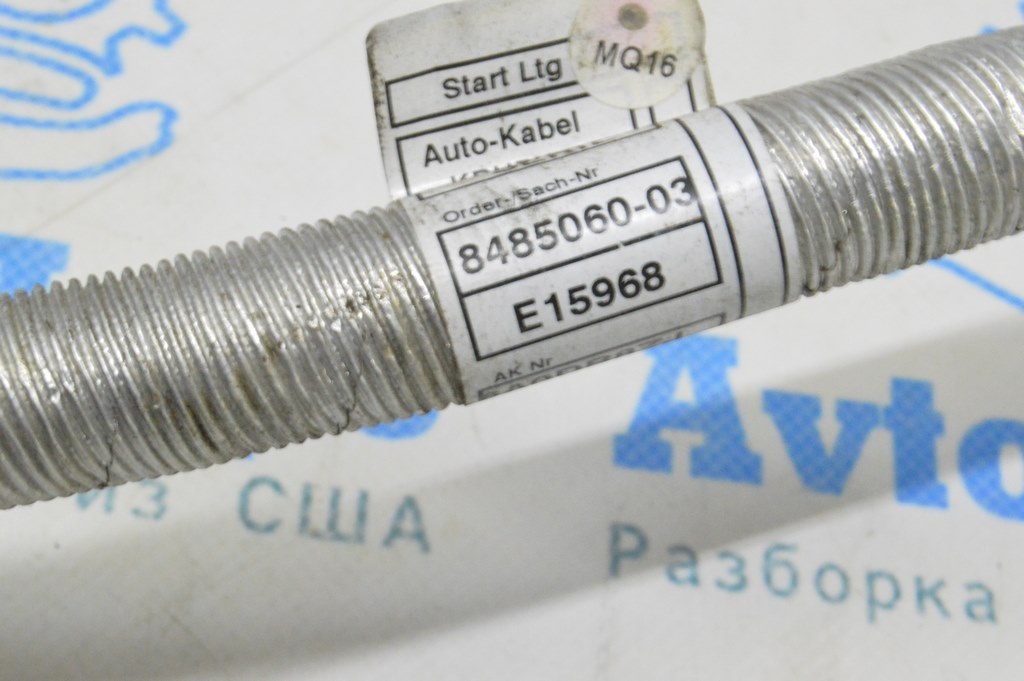 MQ16
Start Ltg
Auto-Kabel
Order-/Sach-Nr
8485060-03
E15968
AK Nr
Avto
из США
Разборка